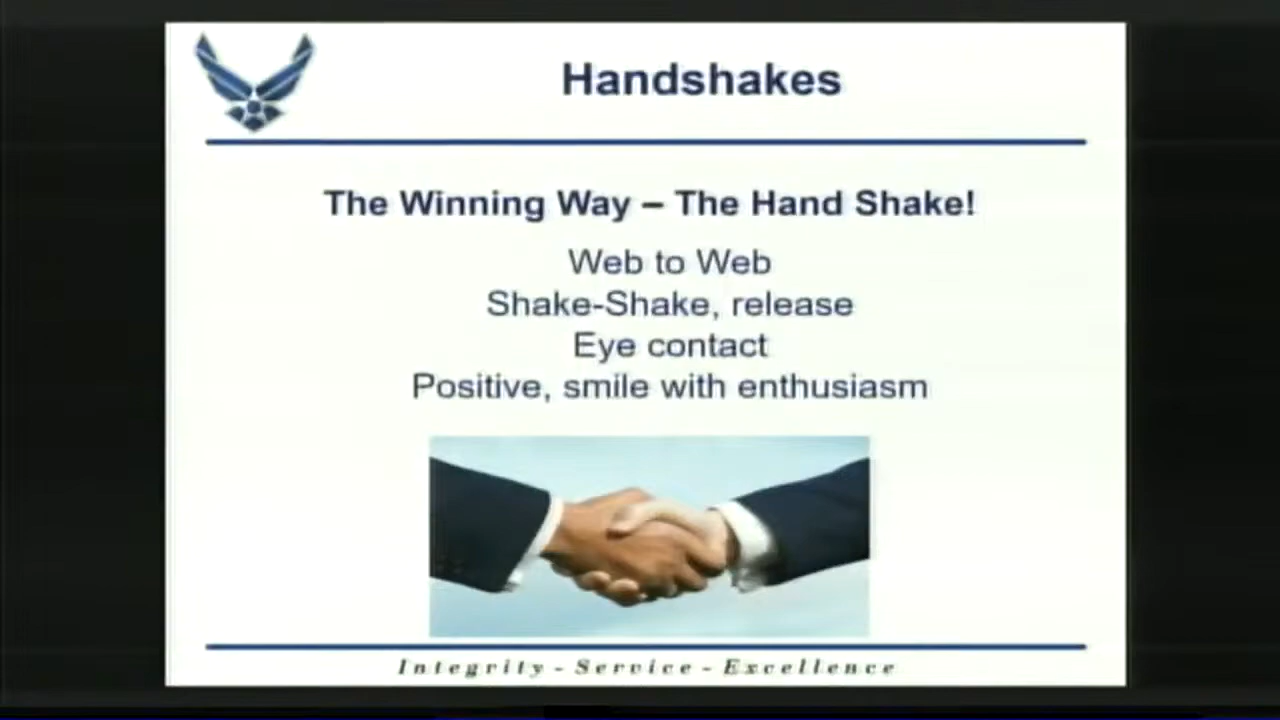 Handshakes
The Winning Way – The Hand Shake!
Web to Web
Shake-Shake, release
Eye contact
Positive, smile with enthusiasm
Integrity - Service - Excellence